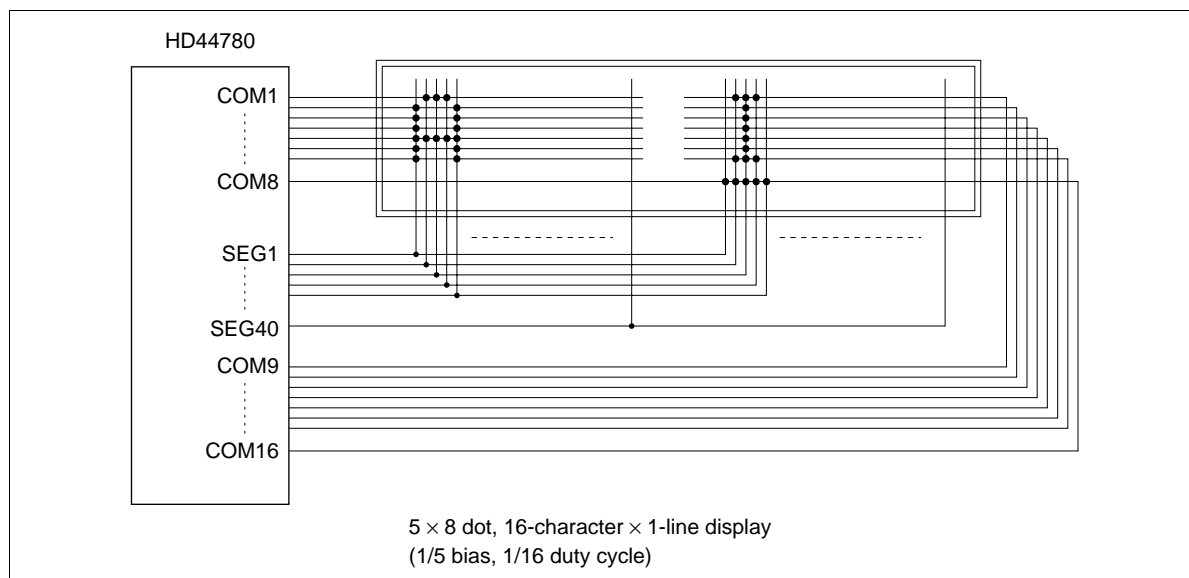 HD44780
COM1
COM8
SEG1
SEG40
COM9
COM16
5 × 8 dot, 16-character × 1-line display
(1/5 bias, 1/16 duty cycle)